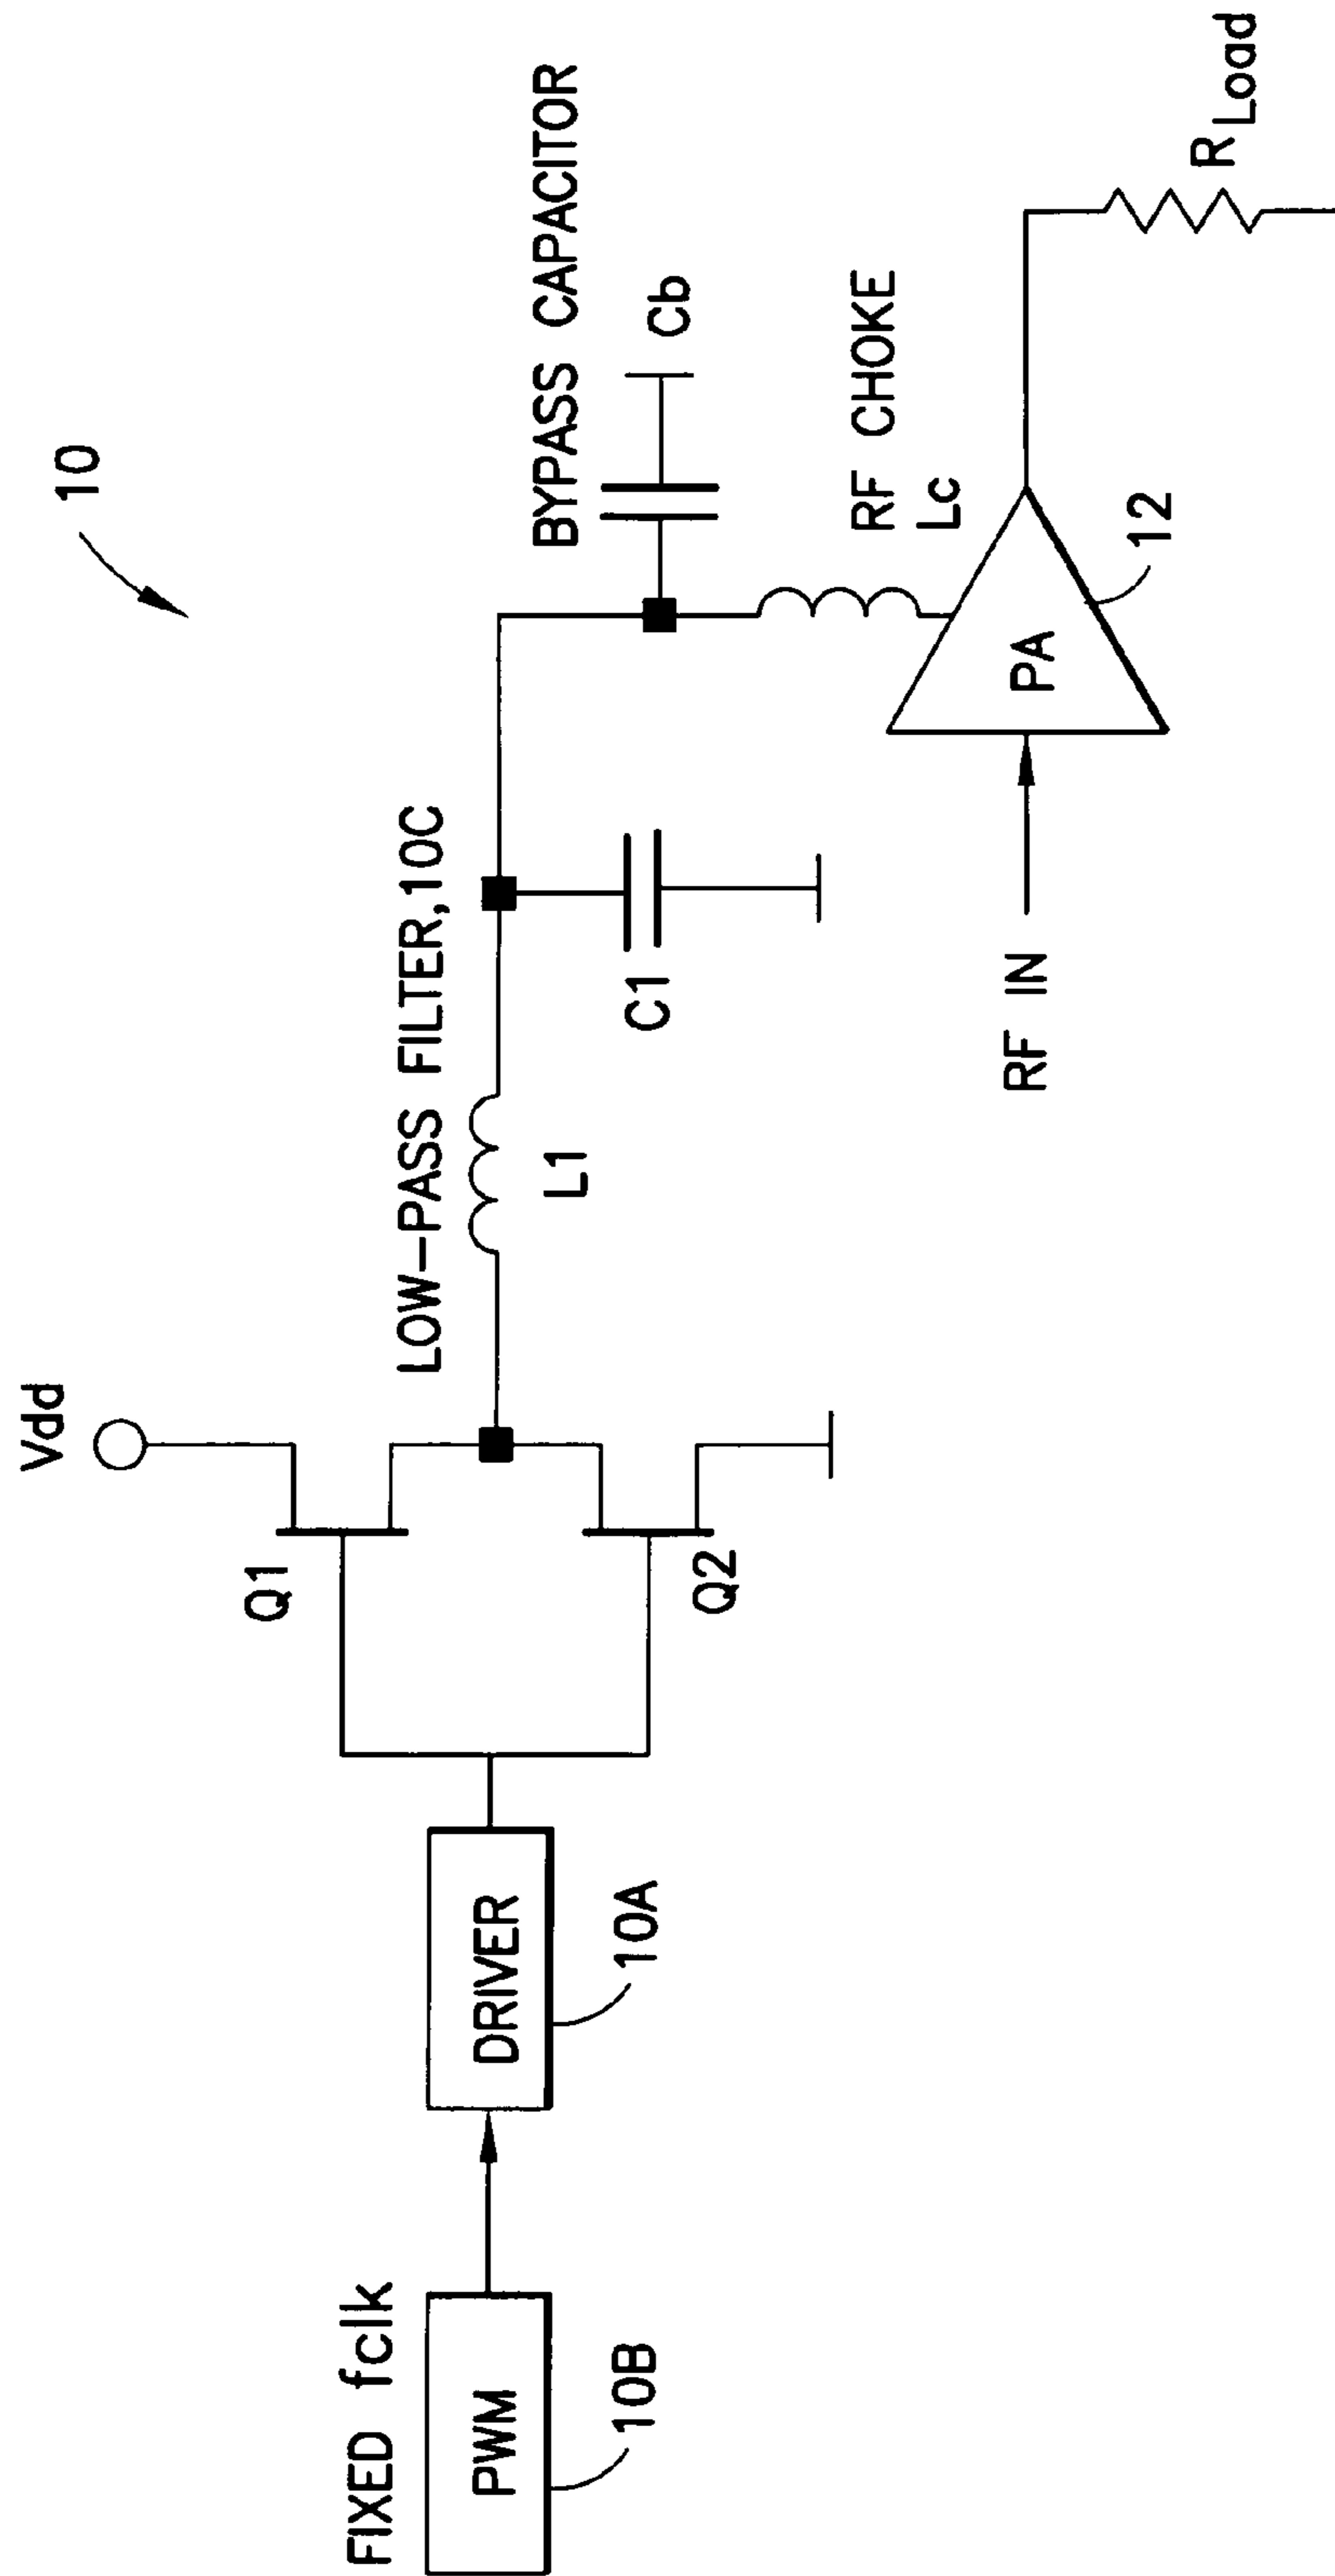 10
Vdd
FIXED fclk
PWM
10B
DRIVER
10A
Q1
Q2
LOW-PASS FILTER,10C
L1
C1
BYPASS CAPACITOR
Cb
RF CHOKE
Lc
RF IN
PA
12
RLoad